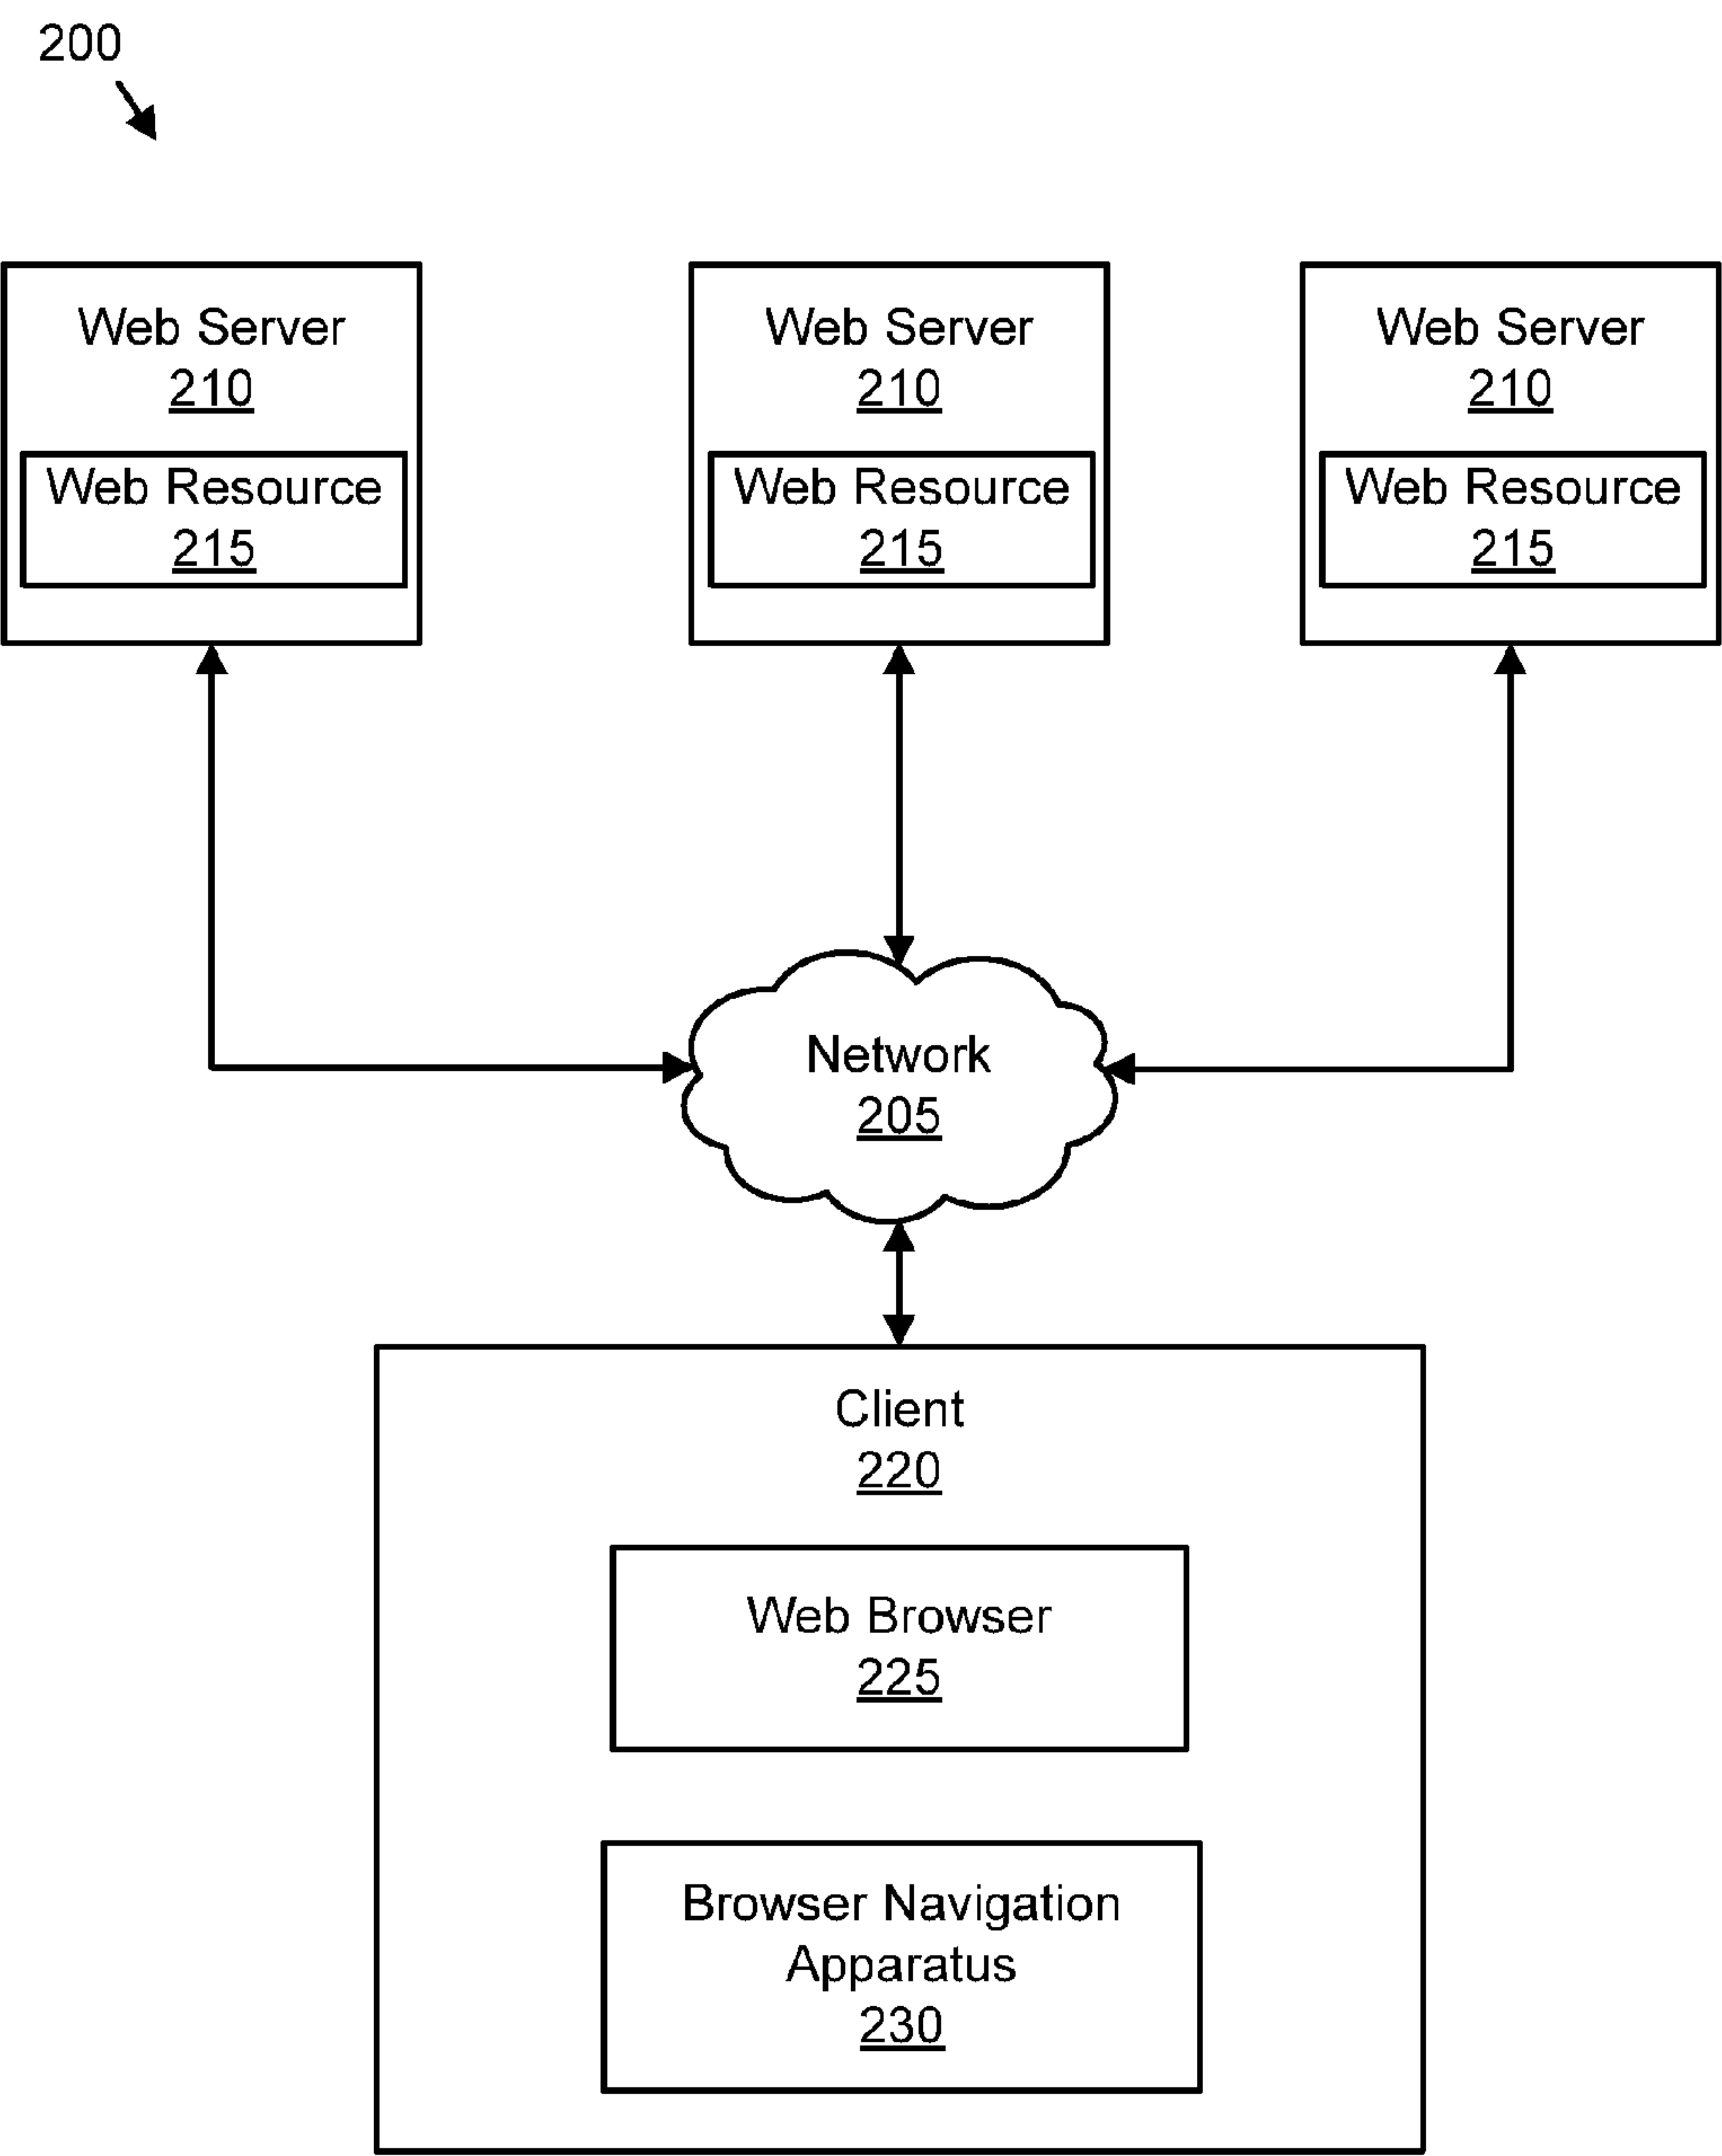 200
Web Server
210
Web Resource
215
Web Server
210
Web Resource
215
Web Server
210
Web Resource
215
Network
205
Client
220
Web Browser
225
Browser Navigation
Apparatus
230